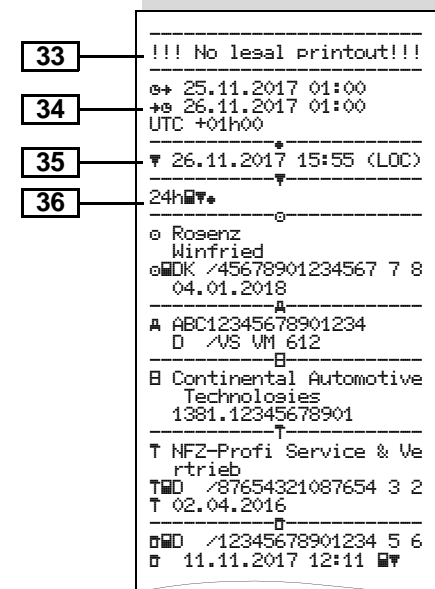 33
!!! No legal printout!!!
34
25.11.2017 01:00
26.11.2017 01:00
UTC +01h00
35
▼ 26.11.2017 15:55 (LOC)
36
24h
Rogenz
Winfried
DK /45678901234567 7 8
04.01.2018
A ABC12345678901234
D /VS VM 612
Continental Automotive
Technologies
1381.12345678901
T NFZ-Profi Service & Ve
rtrieb
D /87654321087654 3 2
T 02.04.2016
D /12345678901234 5 6
11.11.2017 12:11